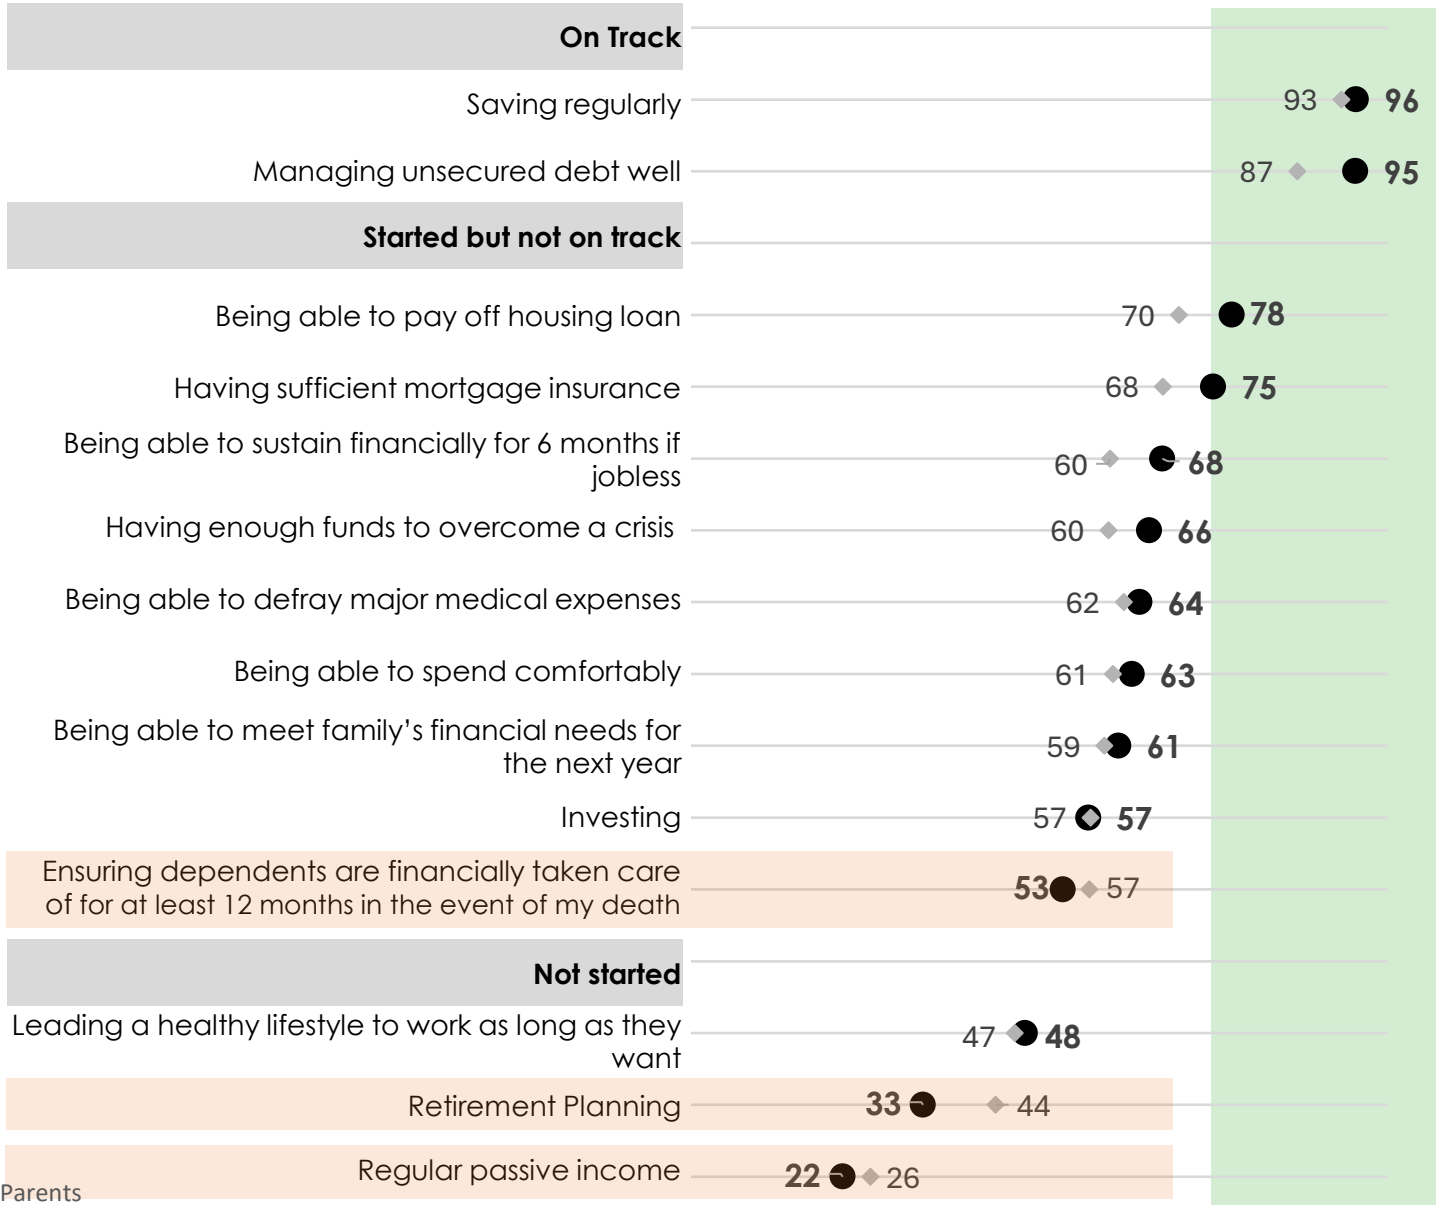 On Track
Saving regularly
93 96
Managing unsecured debt well
87 95
Started but not on track
Being able to pay off housing loan
70 78
Having sufficient mortgage insurance
68 75
Being able to sustain financially for 6 months if
jobless
60 68
Having enough funds to overcome a crisis
60 66
Being able to defray major medical expenses
62 64
Being able to spend comfortably
61 63
Being able to meet family’s financial needs for
the next year
59 61
Investing
57 57
Ensuring dependents are financially taken care
of for at least 12 months in the event of my death
53 57
Not started
Leading a healthy lifestyle to work as long as they
want
47 48
Retirement Planning
33 44
Regular passive income
22 26
Parents